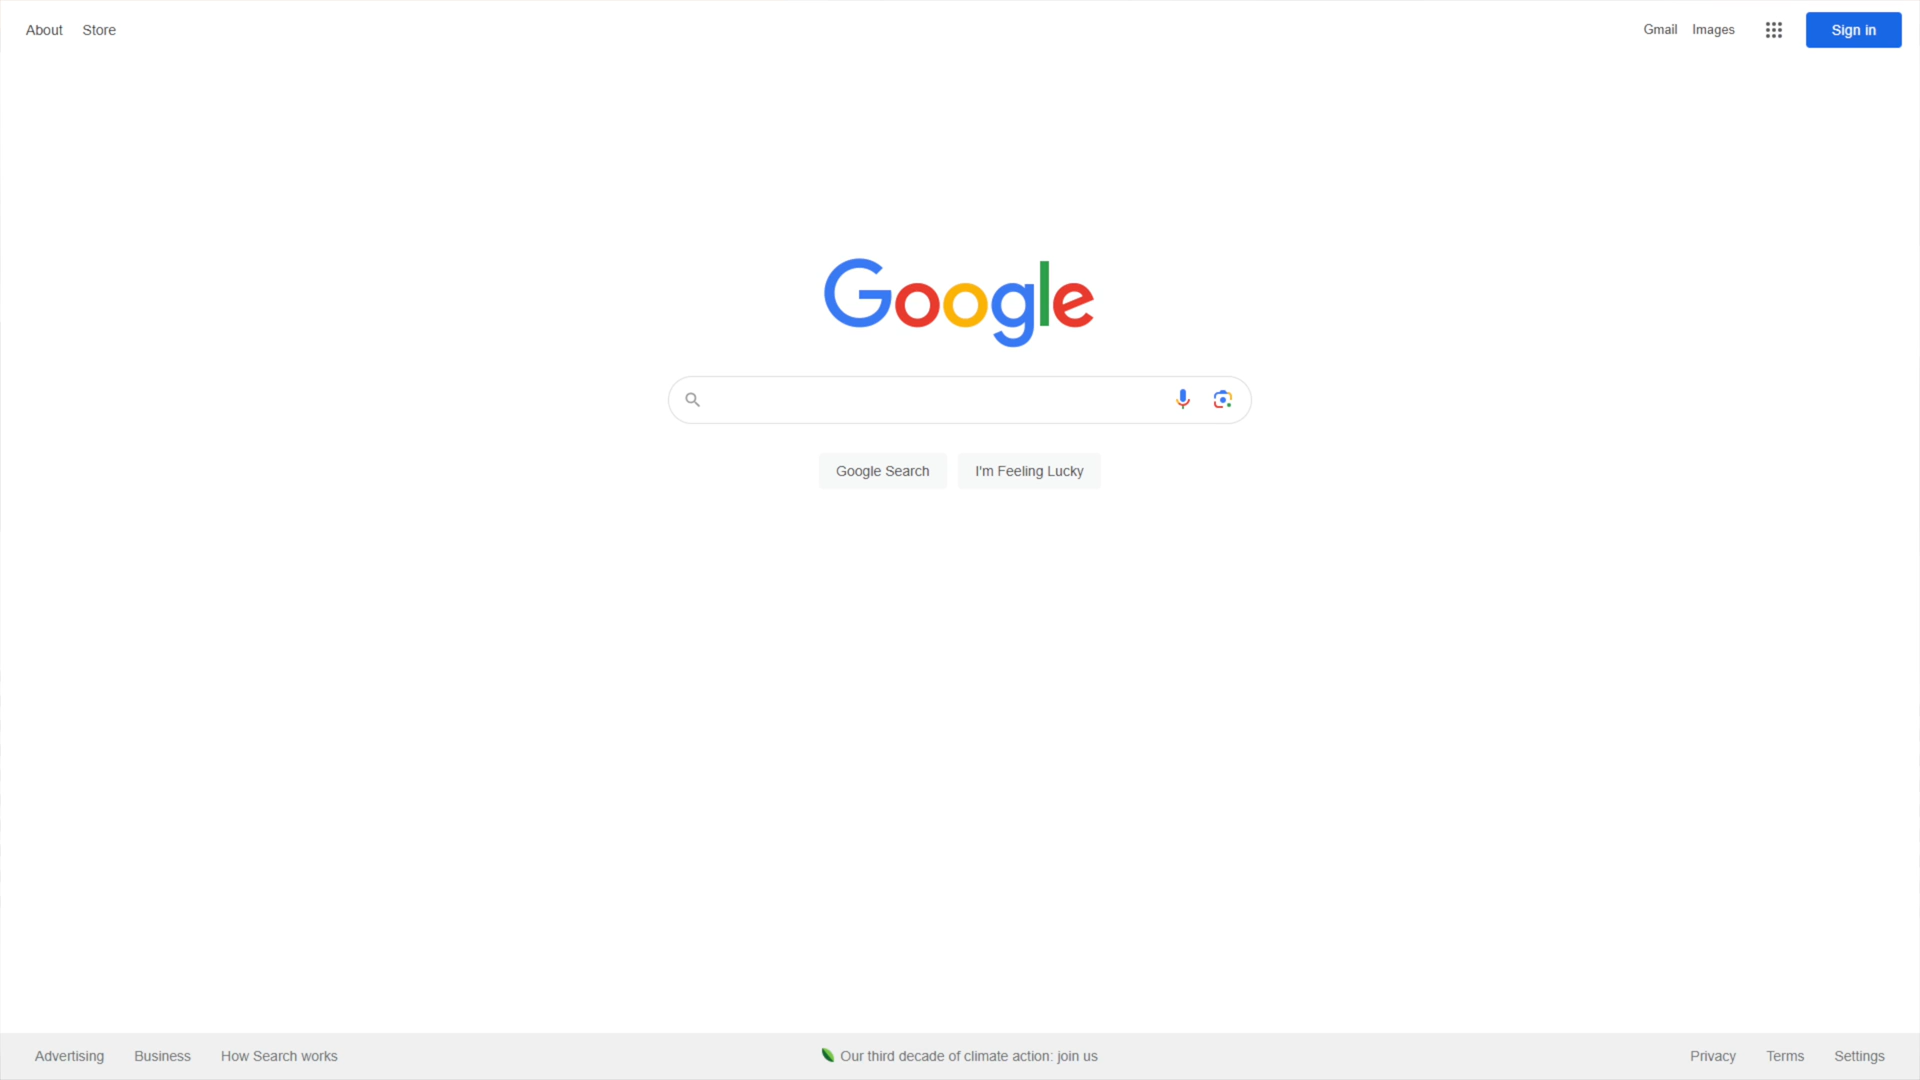 About Store
Gmail Images
Sign in
Google
Google Search
I'm Feeling Lucky
Advertising Business How Search works
Our third decade of climate action: join us
Privacy Terms Settings